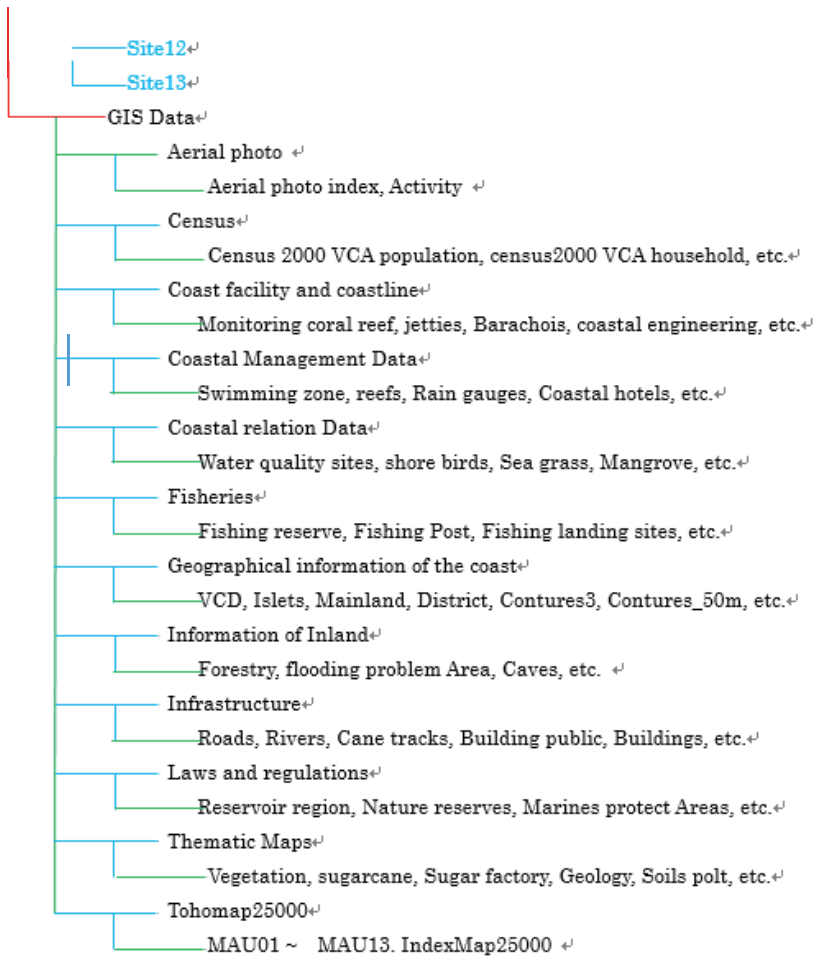 Site12↵
Site13↵
GIS Data↵
Aerial photo ↵
Aerial photo index, Activity ↵
Census↵
Census 2000 VCA population, census2000 VCA household, etc.↵
Coast facility and coastline↵
Monitoring coral reef, jetties, Barachois, coastal engineering, etc.↵
Coastal Management Data↵
Swimming zone, reefs, Rain gauges, Coastal hotels, etc.↵
Coastal relation Data↵
Water quality sites, shore birds, Sea grass, Mangrove, etc.↵
Fisheries↵
Fishing reserve, Fishing Post, Fishing landing sites, etc.↵
Geographical information of the coast↵
VCD, Islets, Mainland, District, Contures3, Contures_50m, etc.↵
Information of Inland↵
Forestry, flooding problem Area, Caves, etc. ↵
Infrastructure↵
Roads, Rivers, Cane tracks, Building public, Buildings, etc.↵
Laws and regulations↵
Reservoir region, Nature reserves, Marines protect Areas, etc.↵
Thematic Maps↵
Vegetation, sugarcane, Sugar factory, Geology, Soils polt, etc.↵
Tohomap25000↵
MAU01 ~ MAU13. IndexMap25000 ↵